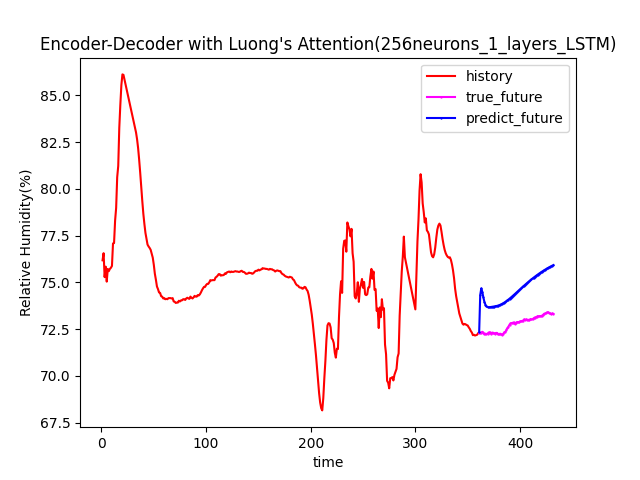 Encoder-Decoder with Luong's Attention(256neurons_1_layers_LSTM)
history
true_future
predict_future
Relative Humidity(%)
85.0
82.5
80.0
77.5
75.0
72.5
70.0
67.5
0 100 200 300 400
time